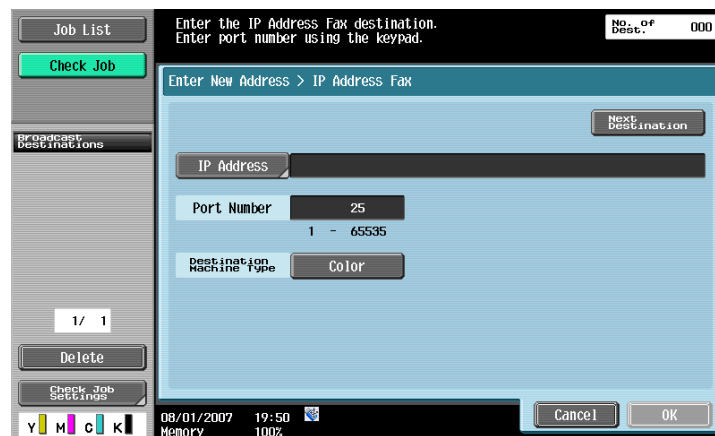 Job List
Check Job
Enter the IP Address Fax destination.
Enter port number using the keypad.
No. of
Dest.
000
Enter New Address > IP Address Fax
Next
Destination
Broadcast
Destinations
IP Address
Port Number
25
1 - 65535
Destination
Machine Type
Color
1/ 1
Delete
Check Job
Settings
Cancel
OK
Y M C K
08/01/2007 19:50
Memory 100%